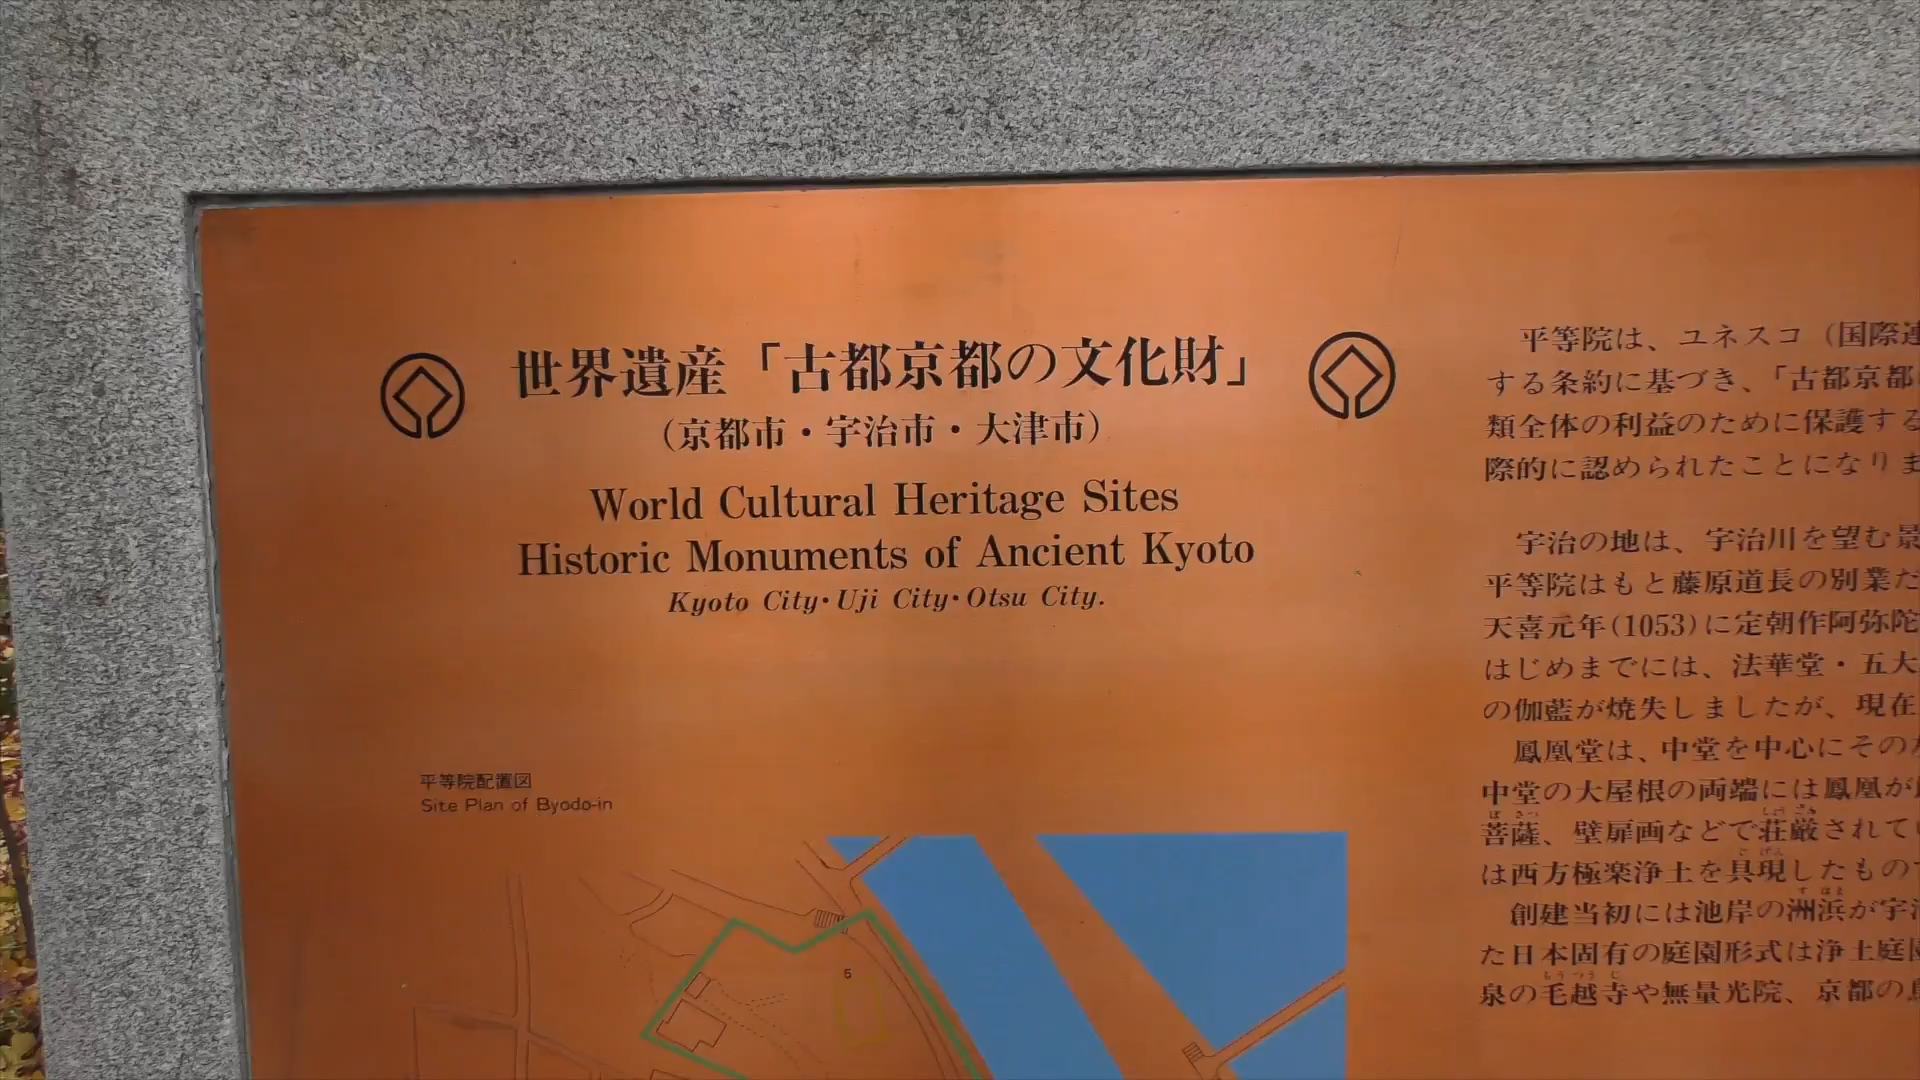 世界遺産「古都京都の文化財」
(京都市・宇治市・大津市)
World Cultural Heritage Sites
Historic Monuments of Ancient Kyoto
Kyoto City・Uji City・Otsu City.
平等院配置図
Site Plan of Byodo-in
5
平等院は、ユネスコ(国際連
する条約に基づき、「古都京都
類全体の利益のために保護する
際的に認められたことになりま
宇治の地は、宇治川を望む景
平等院はもと藤原道長の別業だ
天喜元年(1053)に定朝作阿弥陀
はじめまでには、法華堂・五大
の伽藍が焼失しましたが、現在
鳳凰堂は、中堂を中心にその
中堂の大屋根の両端には鳳凰が
菩薩、壁扉画などで荘厳されて
は西方極楽浄土を具現したもの
創建当初には池岸の洲浜が宇治
た日本固有の庭園形式は浄土庭園
泉の毛越寺や無量光院、京都の